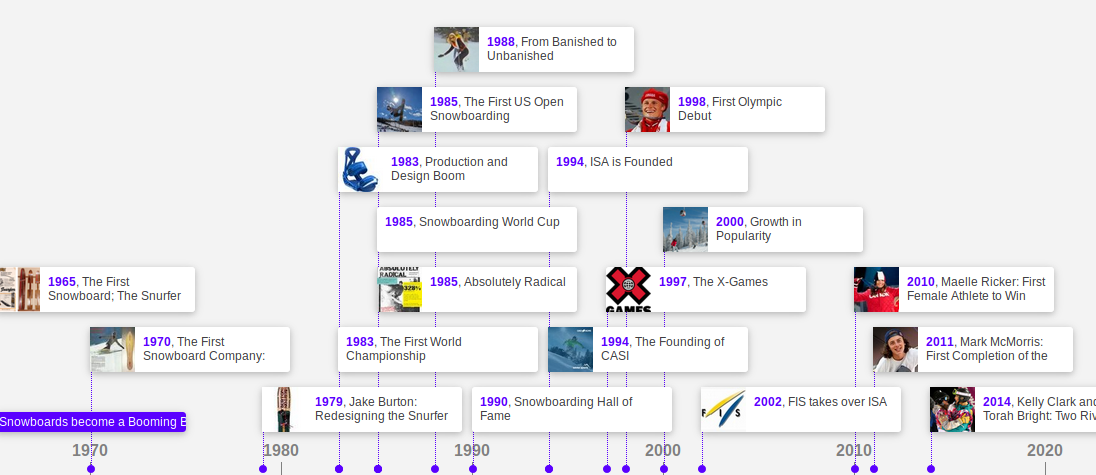 1988, From Banished to
Unbanished
1985, The First US Open
Snowboarding
1998, First Olympic
Debut
1983, Production and
Design Boom
1994, ISA is Founded
1985, Snowboarding World Cup
2000, Growth in
Popularity
1965, The First
Snowboard; The Snurfer
ABSOLUTELY
RADICAL
1985, Absolutely Radical
GAMES
1997, The X-Games
2010, Maelle Ricker: First
Female Athlete to Win
1970, The First
Snowboard Company:
1983, The First World
Championship
1994, The Founding of
CASI
2011, Mark McMorris:
First Completion of the
1979, Jake Burton:
Redesigning the Snurfer
1990, Snowboarding Hall of
Fame
FIS
2002, FIS takes over ISA
2014, Kelly Clark and
Torah Bright: Two Riv
Snowboards become a Booming B
1970
1980
1990
2000
2010
2020